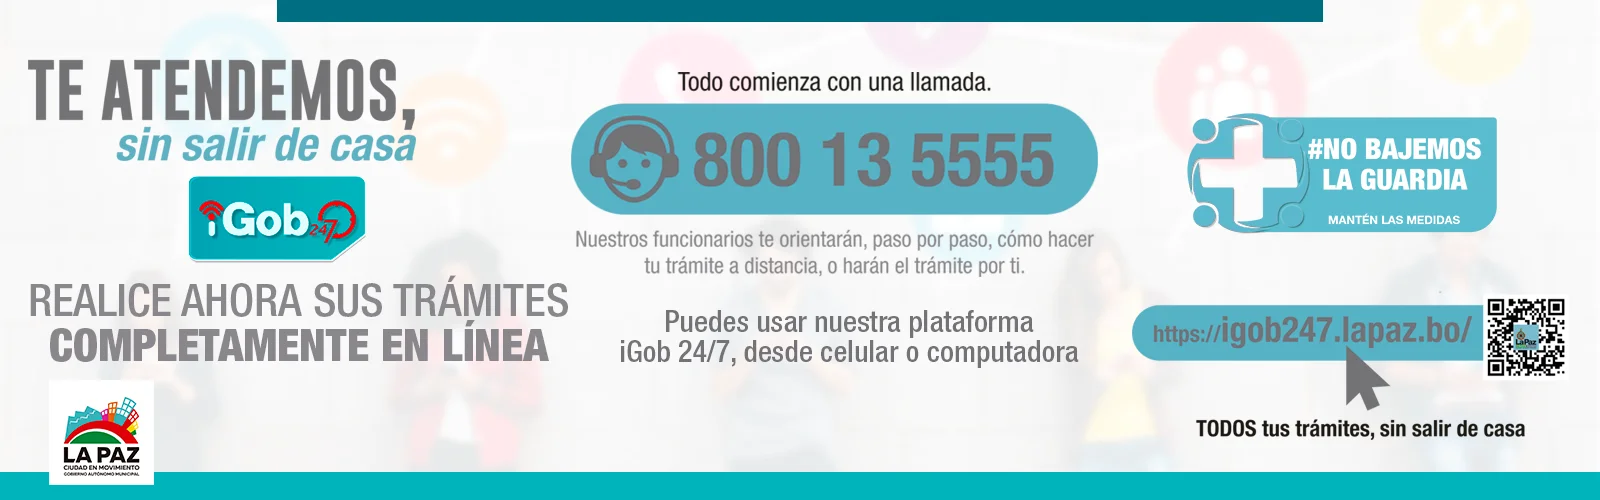 TE ATENDEMOS,
sin salir de casa
iGob 24/7
REALICE AHORA SUS TRÁMITES
COMPLETAMENTE EN LÍNEA
LA PAZ
CIUDAD EN MOVIMIENTO
GOBIERNO AUTÓNOMO MUNICIPAL
Todo comienza con una llamada.
800 13 5555
Nuestros funcionarios te orientarán, paso por paso, cómo hacer
tu trámite a distancia, o harán el trámite por ti.
Puedes usar nuestra plataforma
iGob 24/7, desde celular o computadora
#NO BAJEMOS
LA GUARDIA
MANTÉN LAS MEDIDAS
https://igob247.lapaz.bo/
LaPaz
TODOS tus trámites, sin salir de casa